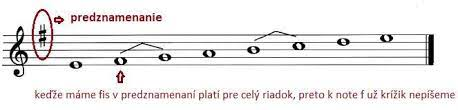 predznamenanie
keďže máme fis v predznamenaní platí pre celý riadok, preto k note f už krížik nepíšeme